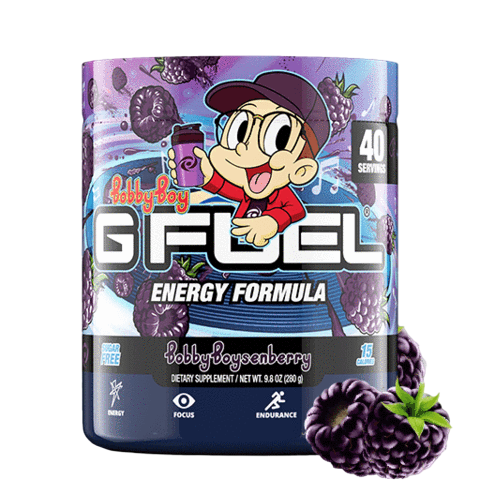 40
SERVINGS
BobbyBoy
G FUEL
ENERGY FORMULA
BobbyBoysenberry
SUGAR
FREE
15
CALORIES
DIETARY SUPPLEMENT / NET WT. 9.8 OZ (280 g)
ENERGY
FOCUS
ENDURANCE